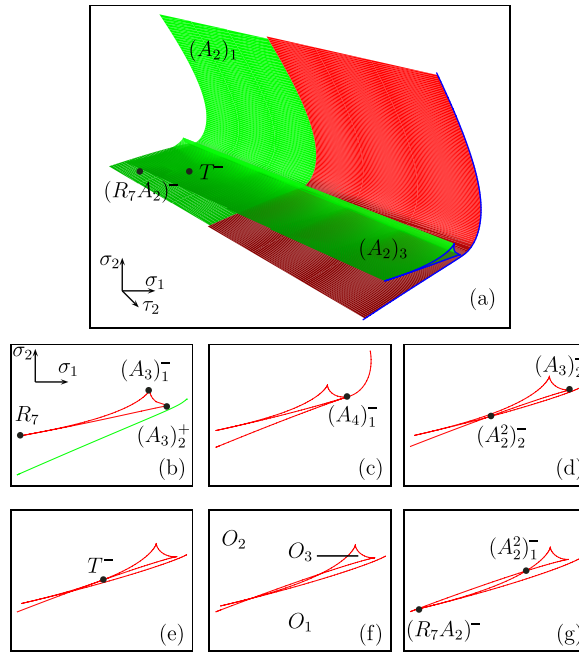 (A₂)₁
T⁻
(R₇A₂)⁻
(A₂)₃
σ₂
σ₁
τ₂
(a)
σ₂
σ₁
(A₃)₁⁻
R₇
(A₃)₂⁺
(b)
(A₄)₁⁻
(c)
(A₃)₂⁻
(A₂²)₂⁻
(d)
T⁻
(e)
O₂
O₃
O₁
(f)
(A₂²)₁⁻
(R₇A₂)⁻
(g)